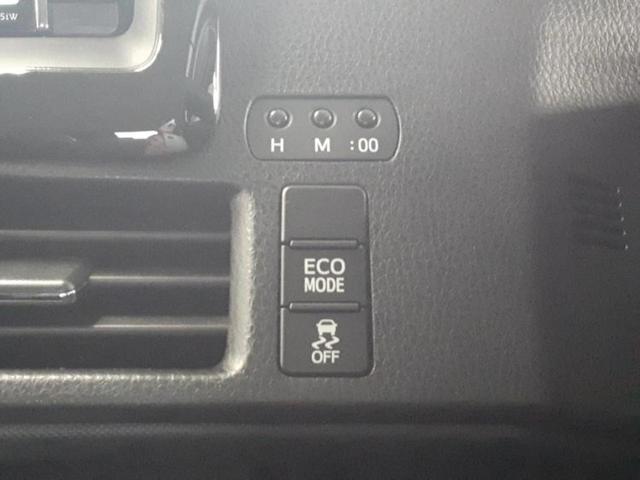 H M :00
ECO
MODE
OFF